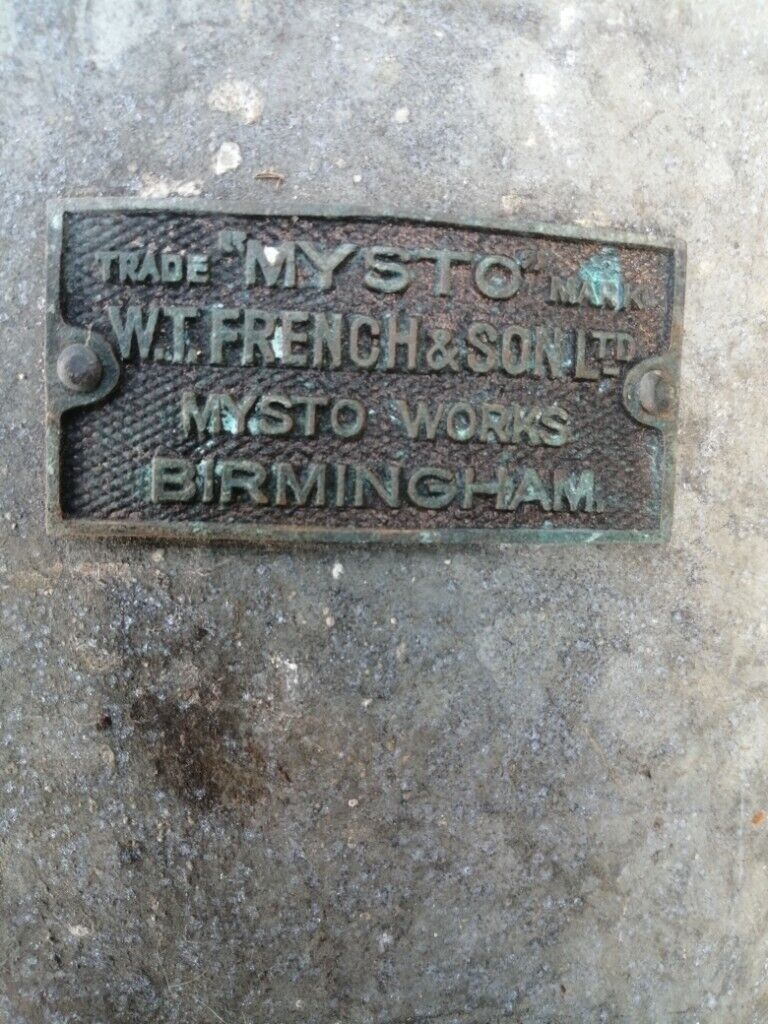 TRADE "MYSTO" MARK
W.T. FRENCH & SON LTD
MYSTO WORKS
BIRMINGHAM.